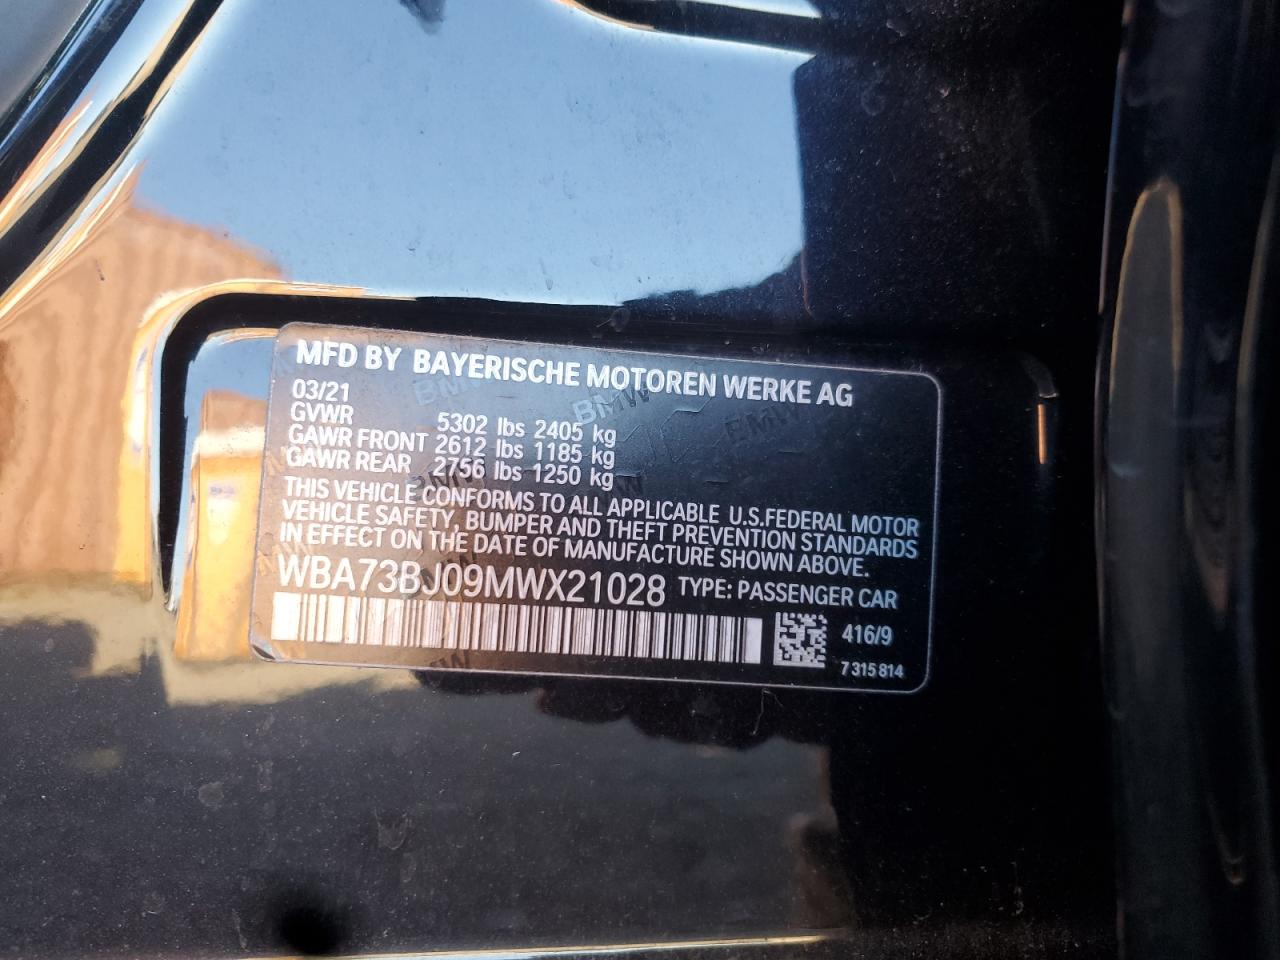 MFD BY BAYERISCHE MOTOREN WERKE AG
03/21
GVWR 5302 lbs 2405 kg
GAWR FRONT 2612 lbs 1185 kg
GAWR REAR 2756 lbs 1250 kg
THIS VEHICLE CONFORMS TO ALL APPLICABLE U.S.FEDERAL MOTOR
VEHICLE SAFETY, BUMPER AND THEFT PREVENTION STANDARDS
IN EFFECT ON THE DATE OF MANUFACTURE SHOWN ABOVE.
WBA73BJ09MWX21028 TYPE: PASSENGER CAR
416/9
7 315 814